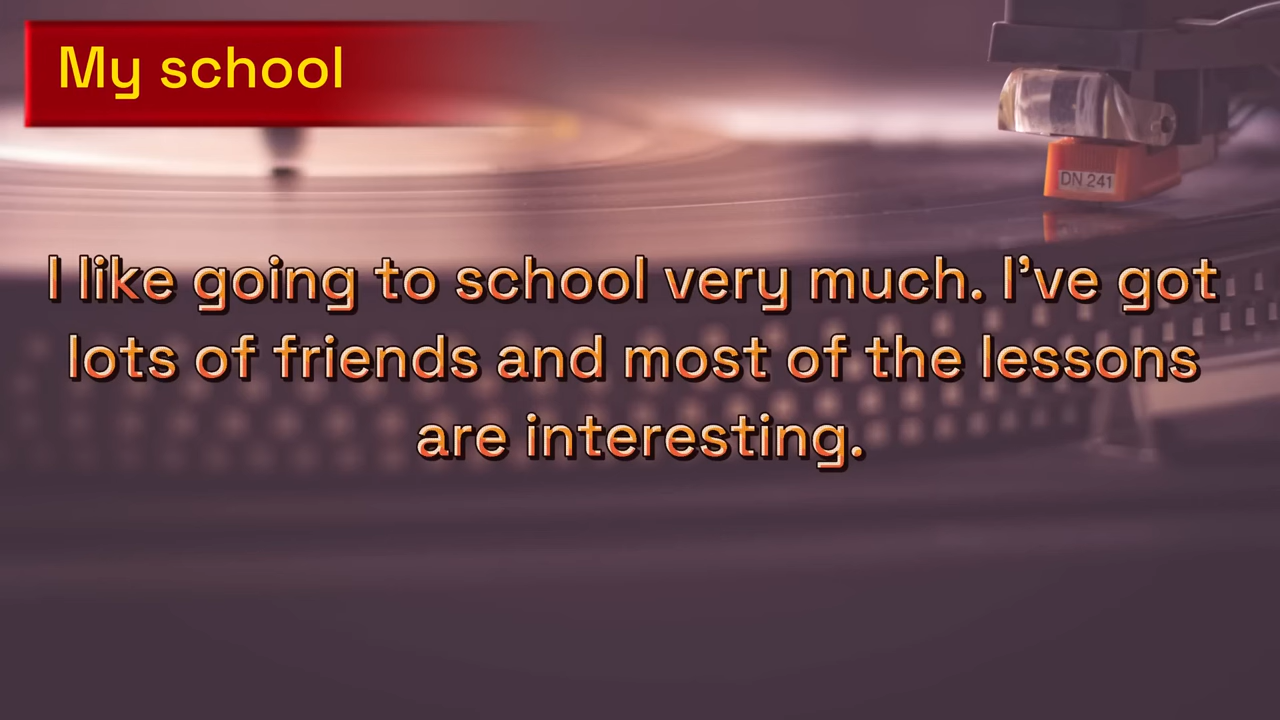 My school
DN 241
I like going to school very much. I’ve got
lots of friends and most of the lessons
are interesting.